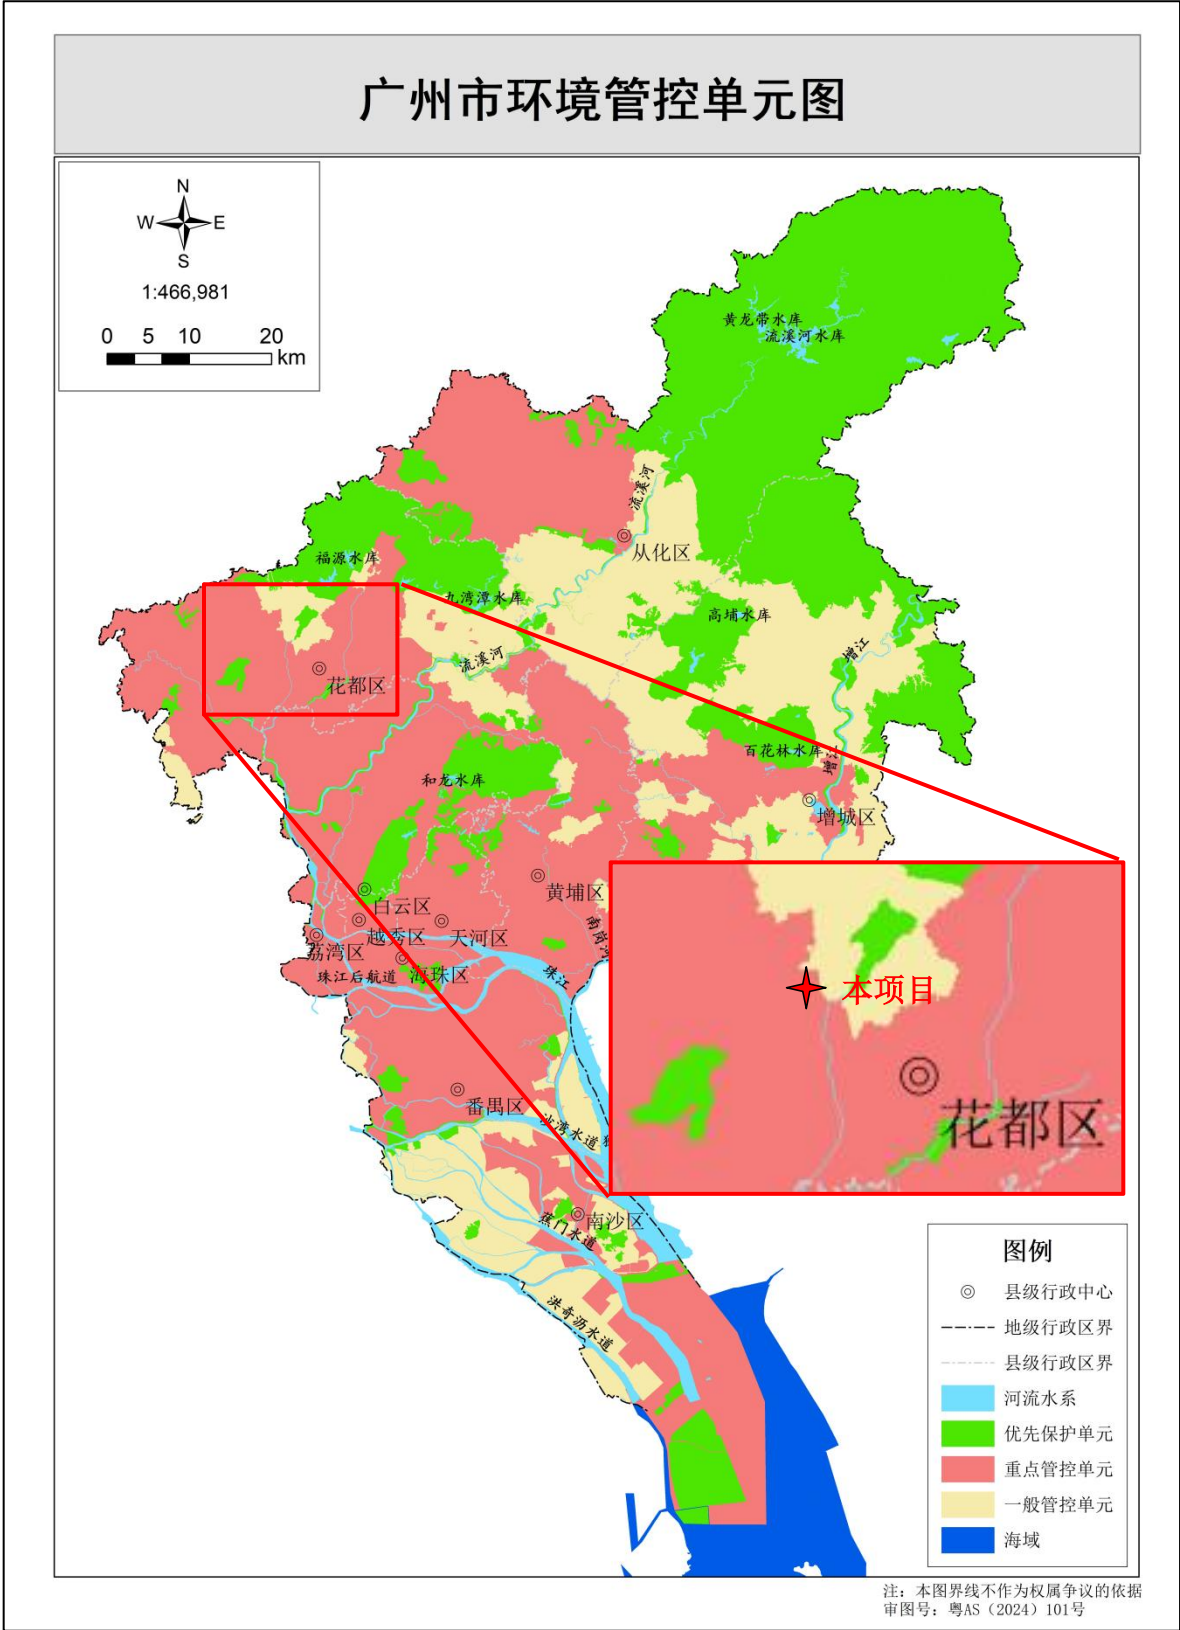 广州市环境管控单元图
N
W E
S
1:466,981
0 5 10 20
km
黄龙带水库
流溪河水库
流溪河
从化区
福源水库
九湾潭水库
高埔水库
增江
流溪河
花都区
百花林水库
增江
和龙水库
增城区
黄埔区
白云区
越秀区
天河区
南岗河
荔湾区
海珠区
珠江后航道
珠江
本项目
花都区
番禺区
沙湾水道
南沙区
蕉门水道
洪奇沥水道
图例
县级行政中心
地级行政区界
县级行政区界
河流水系
优先保护单元
重点管控单元
一般管控单元
海域
注: 本图界线不作为权属争议的依据
审图号: 粤AS（2024）101号